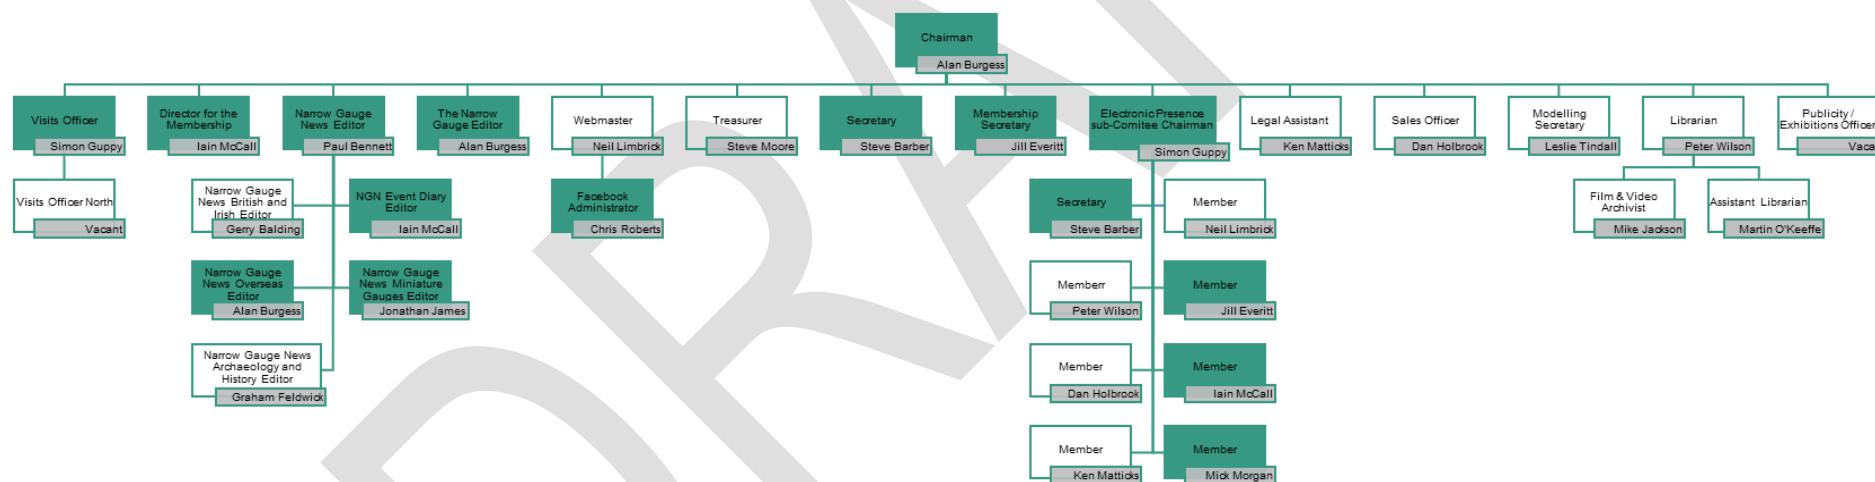 Chairman
Alan Burgess
Visits Officer
Simon Guppy
Director for the
Membership
Iain McCall
Narrow Gauge
News Editor
Paul Bennett
The Narrow
Gauge Editor
Alan Burgess
Webmaster
Neil Limbrick
Treasurer
Steve Moore
Secretary
Steve Barber
Membership
Secretary
Jill Everitt
Electronic Presence
sub-Comitee Chairman
Simon Guppy
Legal Assistant
Ken Matticks
Sales Officer
Dan Holbrook
Modelling
Secretary
Leslie Tindall
Librarian
Peter Wilson
Publicity /
Exhibitions Officer
Vaca
Visits Officer North
Vacant
Narrow Gauge
News British and
Irish Editor
Gerry Balding
NGN Event Diary
Editor
Iain McCall
Narrow Gauge
News Overseas
Editor
Alan Burgess
Narrow Gauge
News Miniature
Gauges Editor
Jonathan James
Narrow Gauge News
Archaeology and
History Editor
Graham Feldwick
Facebook
Administrator
Chris Roberts
Secretary
Steve Barber
Member
Neil Limbrick
Memberr
Peter Wilson
Member
Jill Everitt
Member
Dan Holbrook
Member
Iain McCall
Member
Ken Matticks
Member
Mick Morgan
Film & Video
Archivist
Mike Jackson
Assistant Librarian
Martin O'Keeffe
DRA